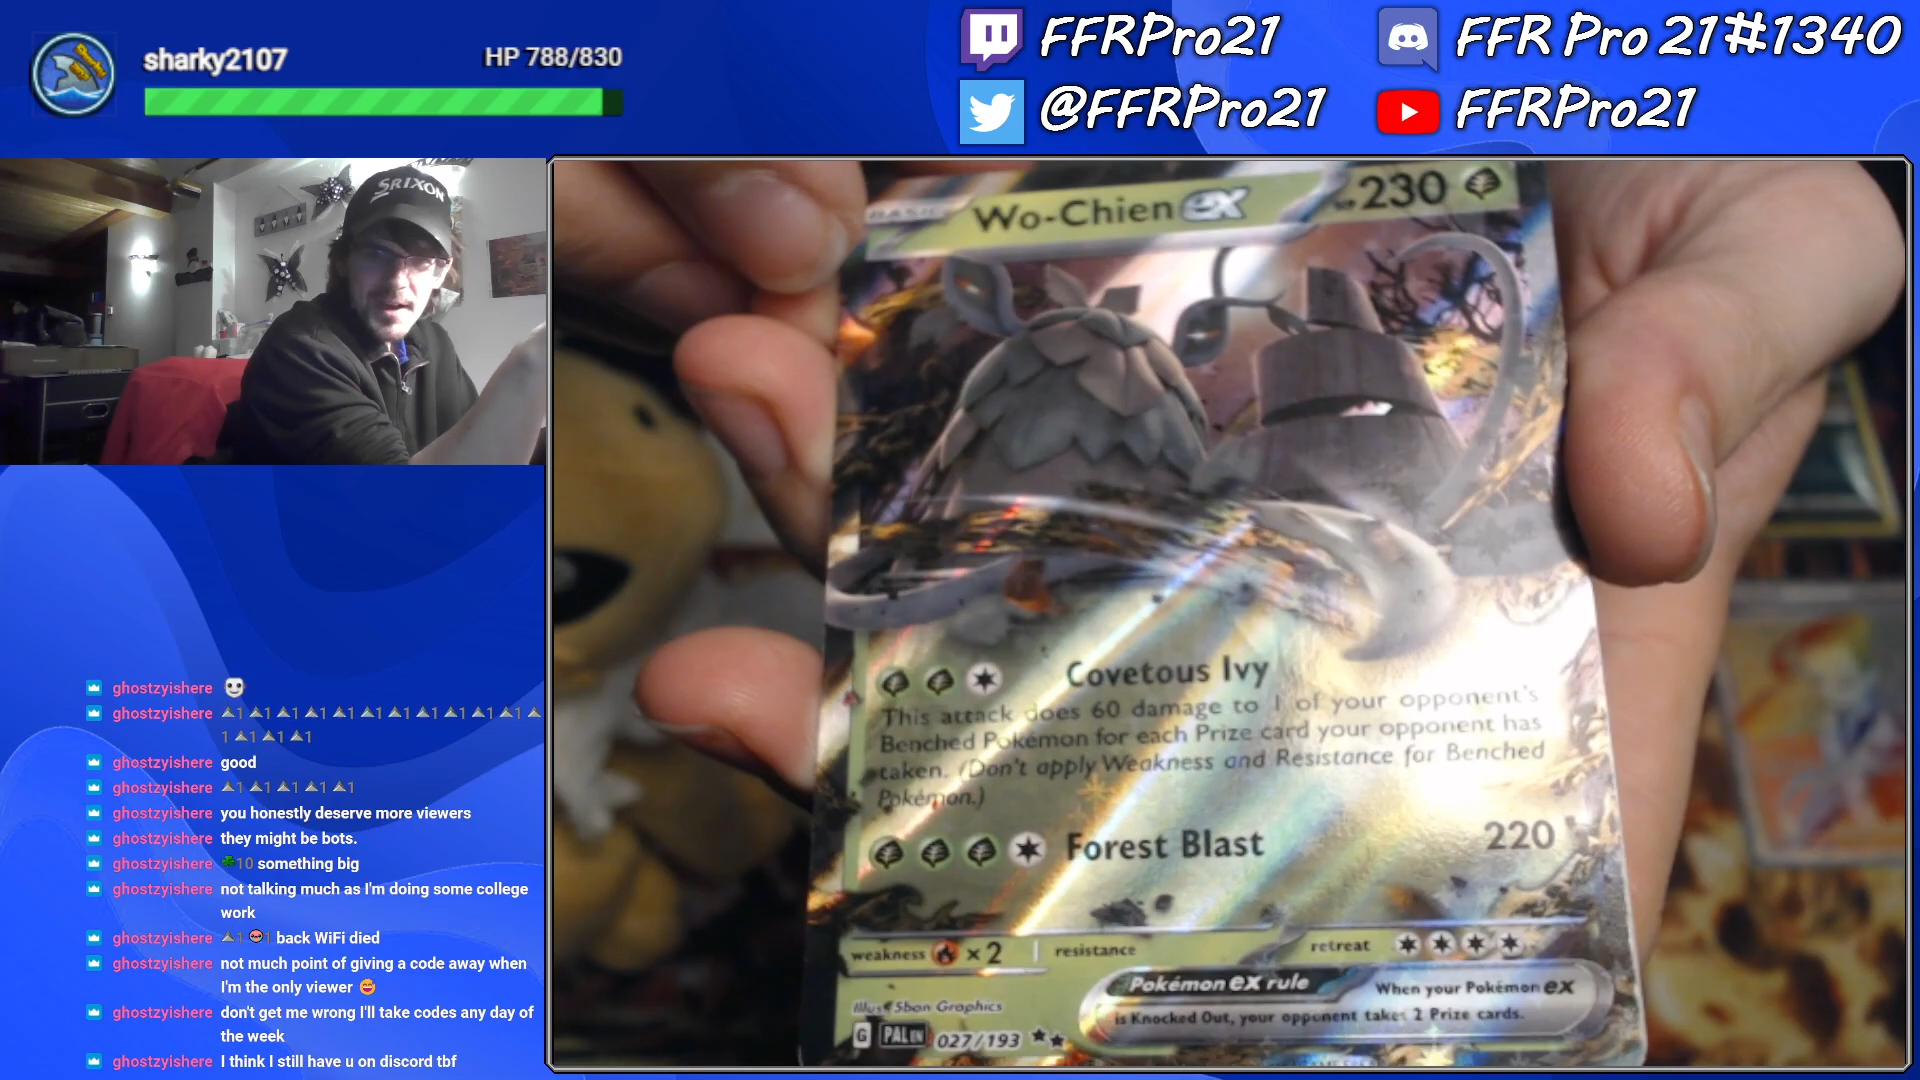 sharky2107
HP 788/830
FFRPro21
FFR Pro 21#1340
@FFRPro21
FFRPro21
SRIXON
ghostzyishere
ghostzyishere 1 1 1 1 1 1 1 1 1 1 1
1 1 1 1
ghostzyishere good
ghostzyishere 1 1 1 1 1
ghostzyishere you honestly deserve more viewers
ghostzyishere they might be bots.
ghostzyishere 10 something big
ghostzyishere not talking much as I'm doing some college
work
ghostzyishere 1 1 back WiFi died
ghostzyishere not much point of giving a code away when
I'm the only viewer 😅
ghostzyishere don't get me wrong I'll take codes any day of
the week
ghostzyishere I think I still have u on discord tbf
BASIC Wo-Chien ex HP 230
Covetous Ivy
This attack does 60 damage to 1 of your opponent's
Benched Pokémon for each Prize card your opponent has
taken. (Don't apply Weakness and Resistance for Benched
Pokémon.)
Forest Blast 220
weakness ×2 resistance retreat
Pokémon ex rule When your Pokémon ex
is Knocked Out, your opponent takes 2 Prize cards.
Illus. 5ban Graphics
G PAL EN 027/193